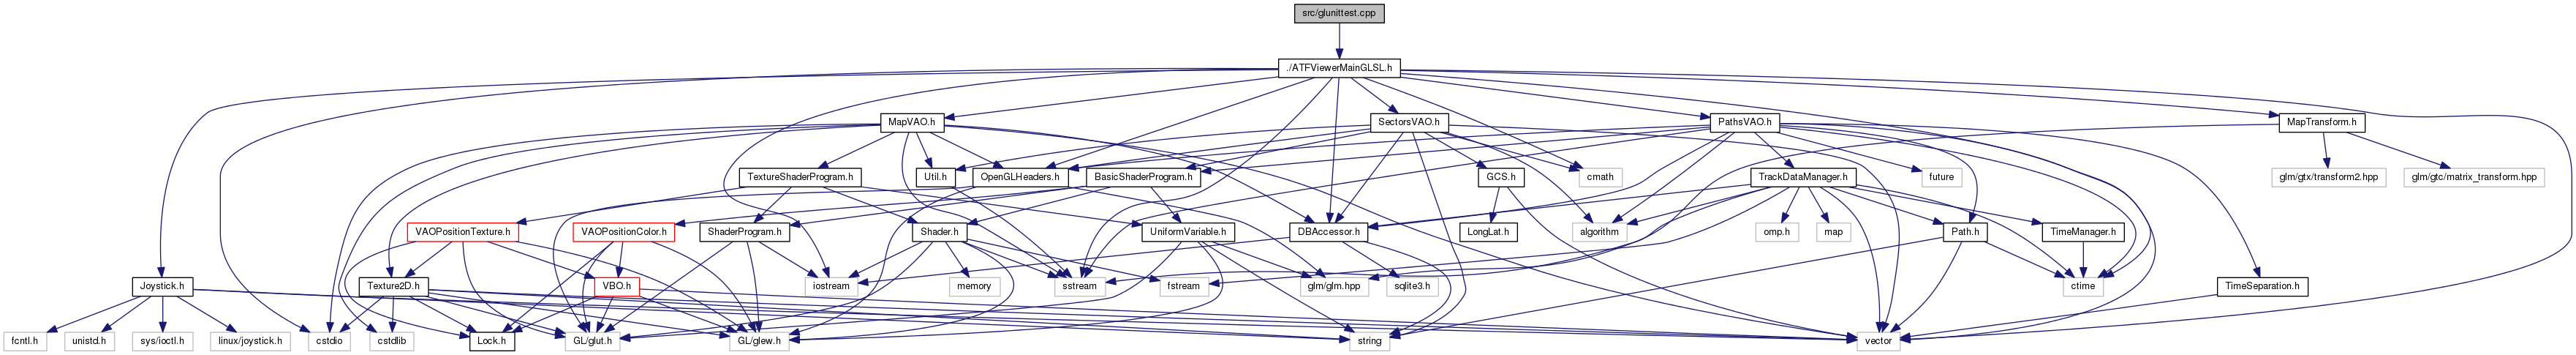 src/glunittest.cpp
./ATFViewerMainGLSL.h
MapVAO.h
SectorsVAO.h
PathsVAO.h
MapTransform.h
TextureShaderProgram.h
Util.h
OpenGLHeaders.h
BasicShaderProgram.h
GCS.h
cmath
TrackDataManager.h
future
glm/gtx/transform2.hpp
glm/gtc/matrix_transform.hpp
VAOPositionTexture.h
VAOPositionColor.h
ShaderProgram.h
Shader.h
UniformVariable.h
DBAccessor.h
LongLat.h
algorithm
omp.h
map
Path.h
TimeManager.h
Joystick.h
Texture2D.h
VBO.h
iostream
memory
sstream
fstream
glm/glm.hpp
sqlite3.h
ctime
TimeSeparation.h
fcntl.h
unistd.h
sys/ioctl.h
linux/joystick.h
cstdio
cstdlib
Lock.h
GL/glut.h
GL/glew.h
string
vector